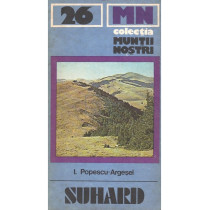 26 MN
colecția
MUNȚII
NOȘTRI
I. Popescu-Argeșel
SUHARD